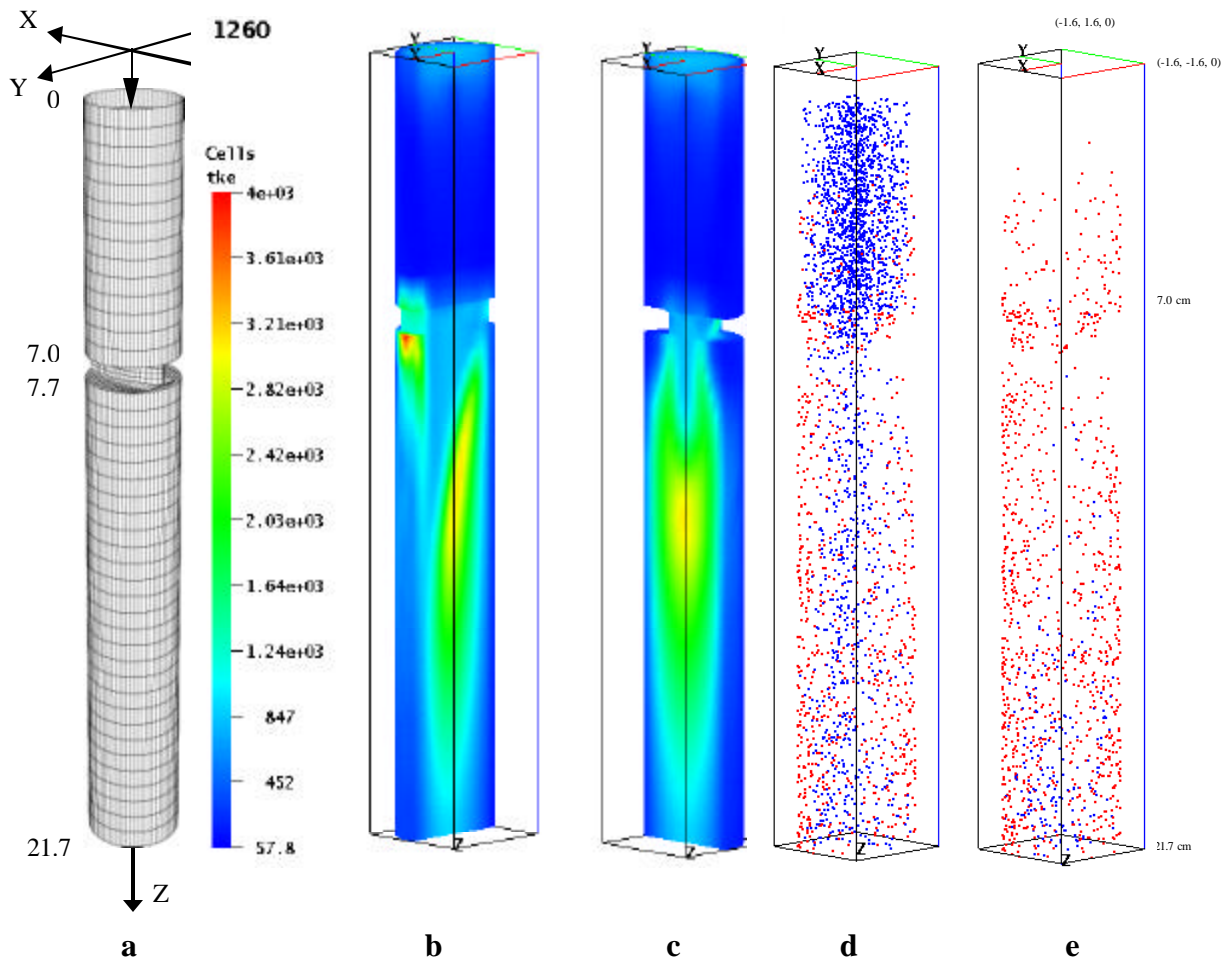 X
Y
0
7.0
7.7
21.7
Z
1260
Cells
tke
4e+03
3.61e+03
3.21e+03
2.82e+03
2.42e+03
2.03e+03
1.64e+03
1.24e+03
847
452
57.8
Y
X
Z
Y
X
Z
Y
X
Z
Y
X
Z
(-1.6, 1.6, 0)
(-1.6, -1.6, 0)
7.0 cm
21.7 cm
a b c d e